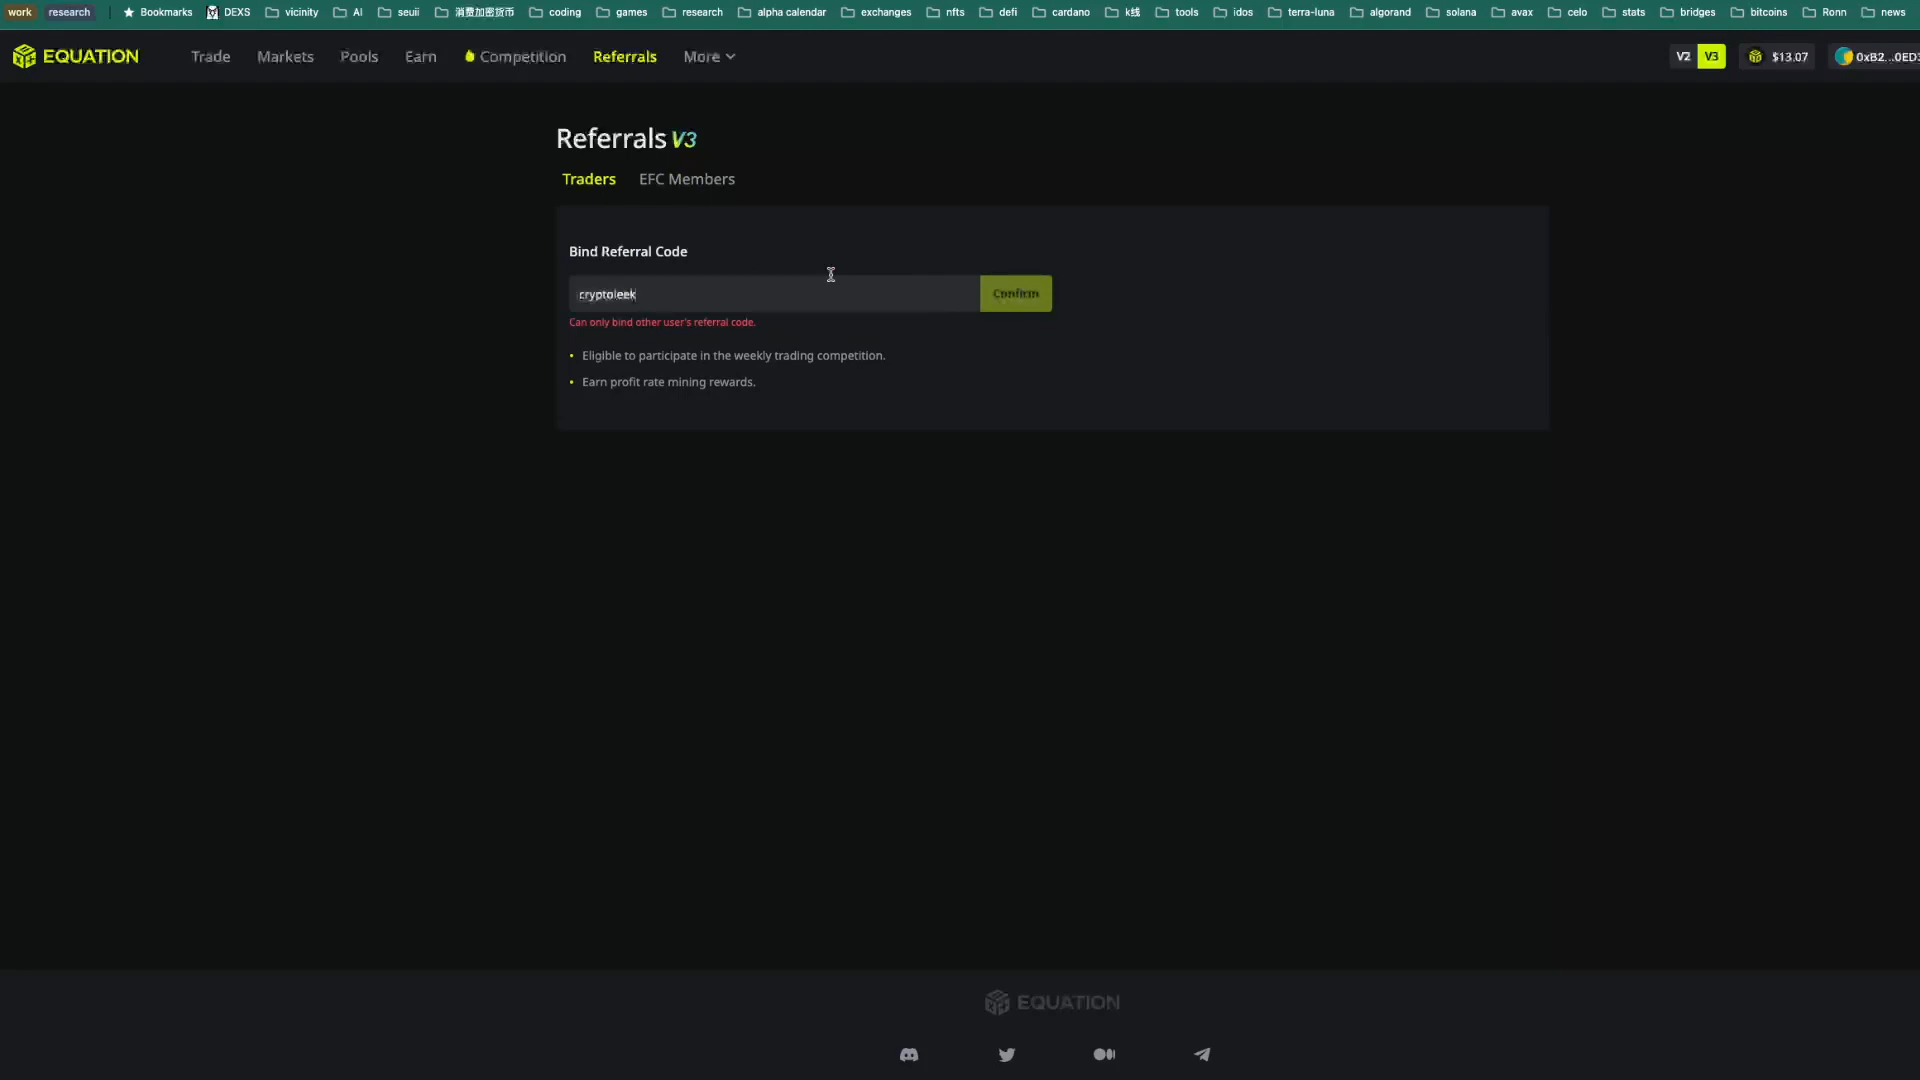 work research Bookmarks DEXS vicinity AI seuii 消费加密货币 coding games research alpha calendar exchanges nfts defi cardano k线 tools idos terra-luna algorand solana avax celo stats bridges bitcoins Ronn news
EQUATION Trade Markets Pools Earn Competition Referrals More V2 V3 $13.07 0xB2...0ED3
Referrals V3
Traders EFC Members
Bind Referral Code
cryptoleek Confirm
Can only bind other user's referral code.
• Eligible to participate in the weekly trading competition.
• Earn profit rate mining rewards.
EQUATION